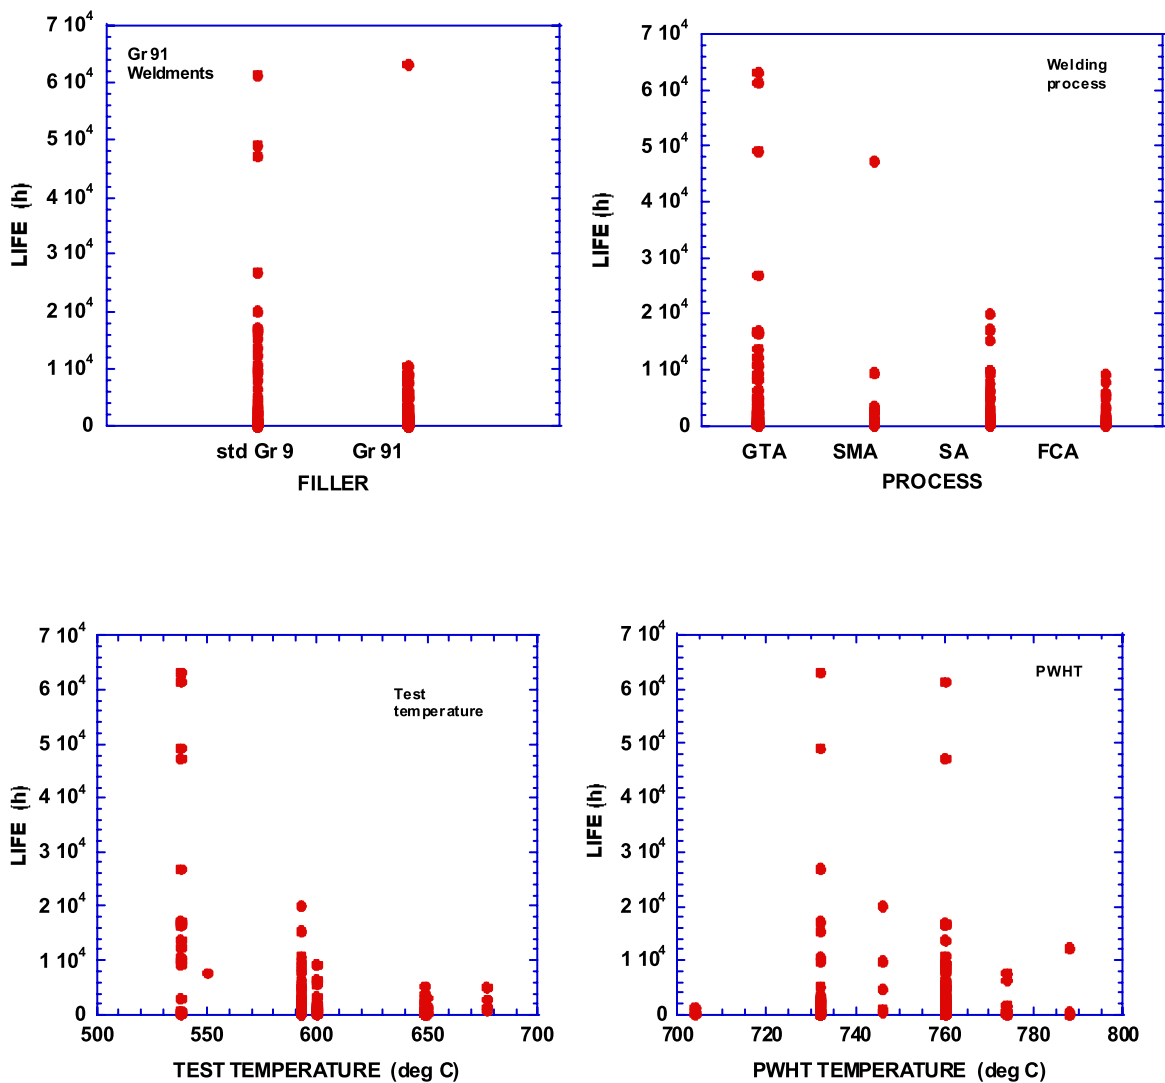 7 10⁴
6 10⁴
5 10⁴
4 10⁴
3 10⁴
2 10⁴
1 10⁴
0
LIFE (h)
Gr 91
Weldments
std Gr 9 Gr 91
FILLER
7 10⁴
6 10⁴
5 10⁴
4 10⁴
3 10⁴
2 10⁴
1 10⁴
0
LIFE (h)
Welding
process
GTA SMA SA FCA
PROCESS
7 10⁴
6 10⁴
5 10⁴
4 10⁴
3 10⁴
2 10⁴
1 10⁴
0
LIFE (h)
Test
temperature
500 550 600 650 700
TEST TEMPERATURE (deg C)
7 10⁴
6 10⁴
5 10⁴
4 10⁴
3 10⁴
2 10⁴
1 10⁴
0
LIFE (h)
PWHT
700 720 740 760 780 800
PWHT TEMPERATURE (deg C)